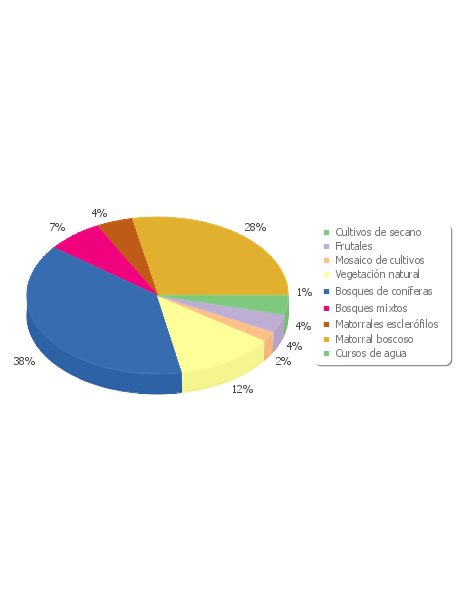 4%
28%
7%
1%
4%
4%
2%
38%
12%
Cultivos de secano
Frutales
Mosaico de cultivos
Vegetación natural
Bosques de coníferas
Bosques mixtos
Matorrales esclerófilos
Matorral boscoso
Cursos de agua